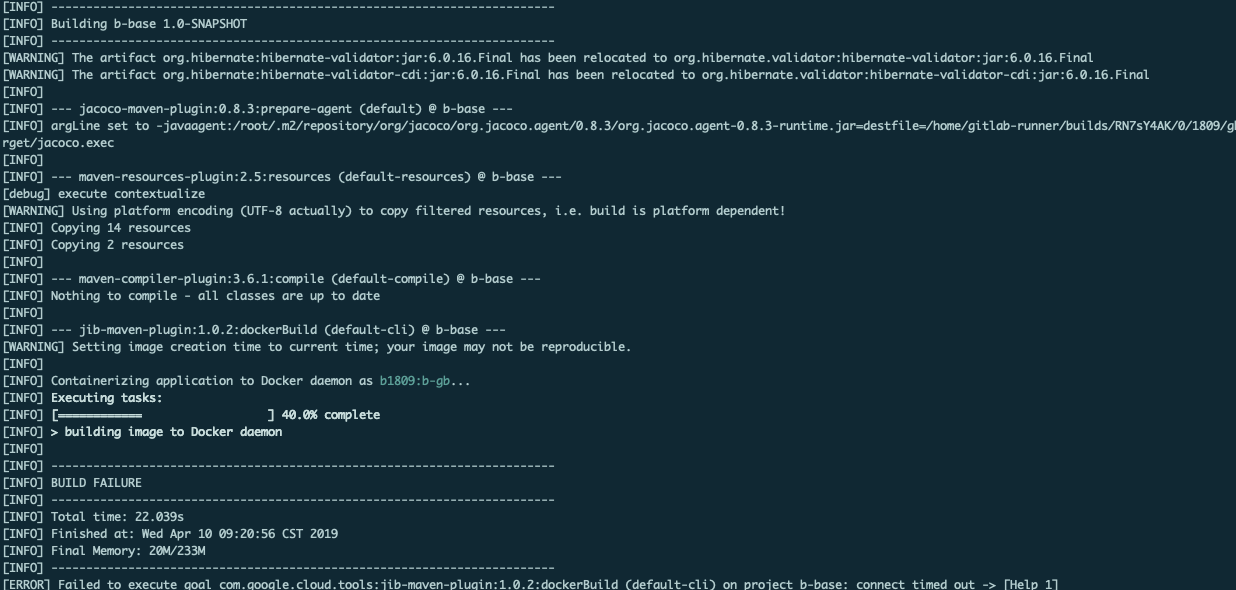 [INFO] ------------------------------------------------------------------------
[INFO] Building b-base 1.0-SNAPSHOT
[INFO] ------------------------------------------------------------------------
[WARNING] The artifact org.hibernate:hibernate-validator:jar:6.0.16.Final has been relocated to org.hibernate.validator:hibernate-validator:jar:6.0.16.Final
[WARNING] The artifact org.hibernate:hibernate-validator-cdi:jar:6.0.16.Final has been relocated to org.hibernate.validator:hibernate-validator-cdi:jar:6.0.16.Final
[INFO]
[INFO] --- jacoco-maven-plugin:0.8.3:prepare-agent (default) @ b-base ---
[INFO] argLine set to -javaagent:/root/.m2/repository/org/jacoco/org.jacoco.agent/0.8.3/org.jacoco.agent-0.8.3-runtime.jar=destfile=/home/gitlab-runner/builds/RN7sY4AK/0/1809/gb
rget/jacoco.exec
[INFO]
[INFO] --- maven-resources-plugin:2.5:resources (default-resources) @ b-base ---
[debug] execute contextualize
[WARNING] Using platform encoding (UTF-8 actually) to copy filtered resources, i.e. build is platform dependent!
[INFO] Copying 14 resources
[INFO] Copying 2 resources
[INFO]
[INFO] --- maven-compiler-plugin:3.6.1:compile (default-compile) @ b-base ---
[INFO] Nothing to compile - all classes are up to date
[INFO]
[INFO] --- jib-maven-plugin:1.0.2:dockerBuild (default-cli) @ b-base ---
[WARNING] Setting image creation time to current time; your image may not be reproducible.
[INFO]
[INFO] Containerizing application to Docker daemon as b1809:b-gb...
[INFO] Executing tasks:
[INFO] [============                  ] 40.0% complete
[INFO] > building image to Docker daemon
[INFO]
[INFO] ------------------------------------------------------------------------
[INFO] BUILD FAILURE
[INFO] ------------------------------------------------------------------------
[INFO] Total time: 22.039s
[INFO] Finished at: Wed Apr 10 09:20:56 CST 2019
[INFO] Final Memory: 20M/233M
[INFO] ------------------------------------------------------------------------
[ERROR] Failed to execute goal com.google.cloud.tools:jib-maven-plugin:1.0.2:dockerBuild (default-cli) on project b-base: connect timed out -> [Help 1]